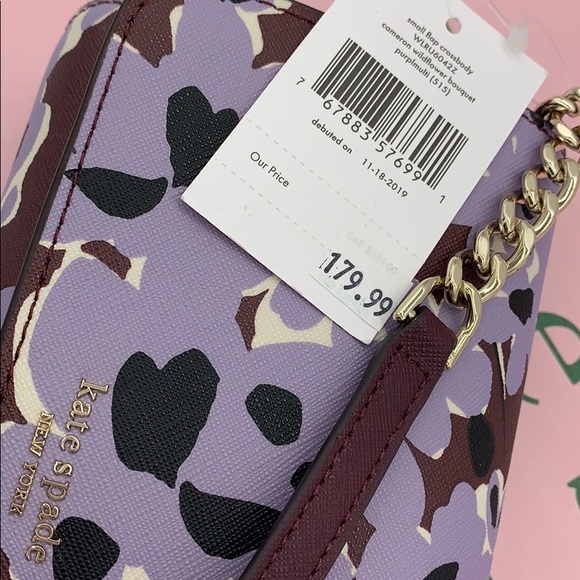 small flap crossbody
WLRU6042Z
cameron wildflower bouquet
purplmulti (515)
7 67883 57699 1
debuted on 11-18-2019
Our Price
179.99
kate spade
NEW YORK